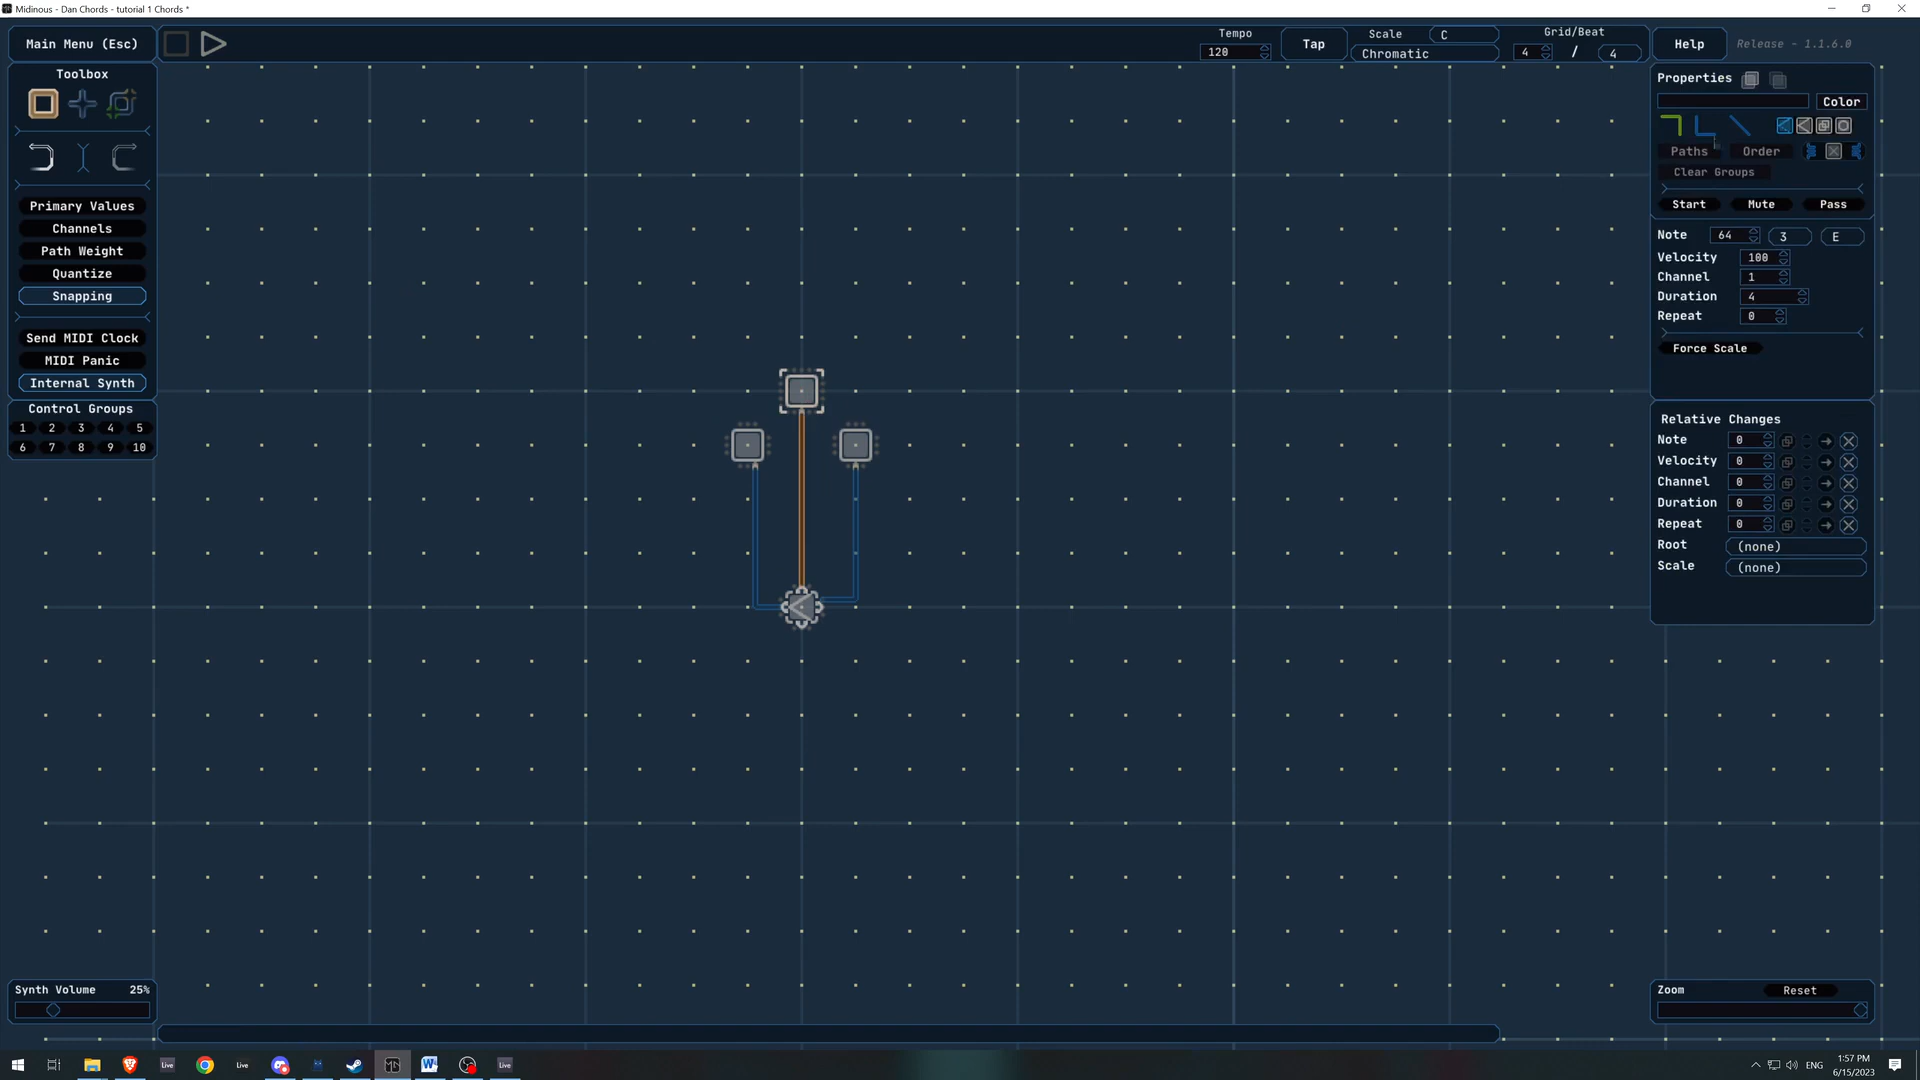 Midinous - Dan Chords - tutorial 1 Chords *
Main Menu (Esc)
Tempo
120
Tap
Scale
C
Chromatic
Grid/Beat
4 / 4
Help
Release - 1.1.6.0
Toolbox
Primary Values
Channels
Path Weight
Quantize
Snapping
Send MIDI Clock
MIDI Panic
Internal Synth
Control Groups
1 2 3 4 5
6 7 8 9 10
Properties
Color
Paths Order
Clear Groups
Start Mute Pass
Note 64 3 E
Velocity 100
Channel 1
Duration 4
Repeat 0
Force Scale
Relative Changes
Note 0
Velocity 0
Channel 0
Duration 0
Repeat 0
Root (none)
Scale (none)
Synth Volume 25%
Zoom Reset
Live
Live
Live
ENG
1:57 PM
6/15/2023